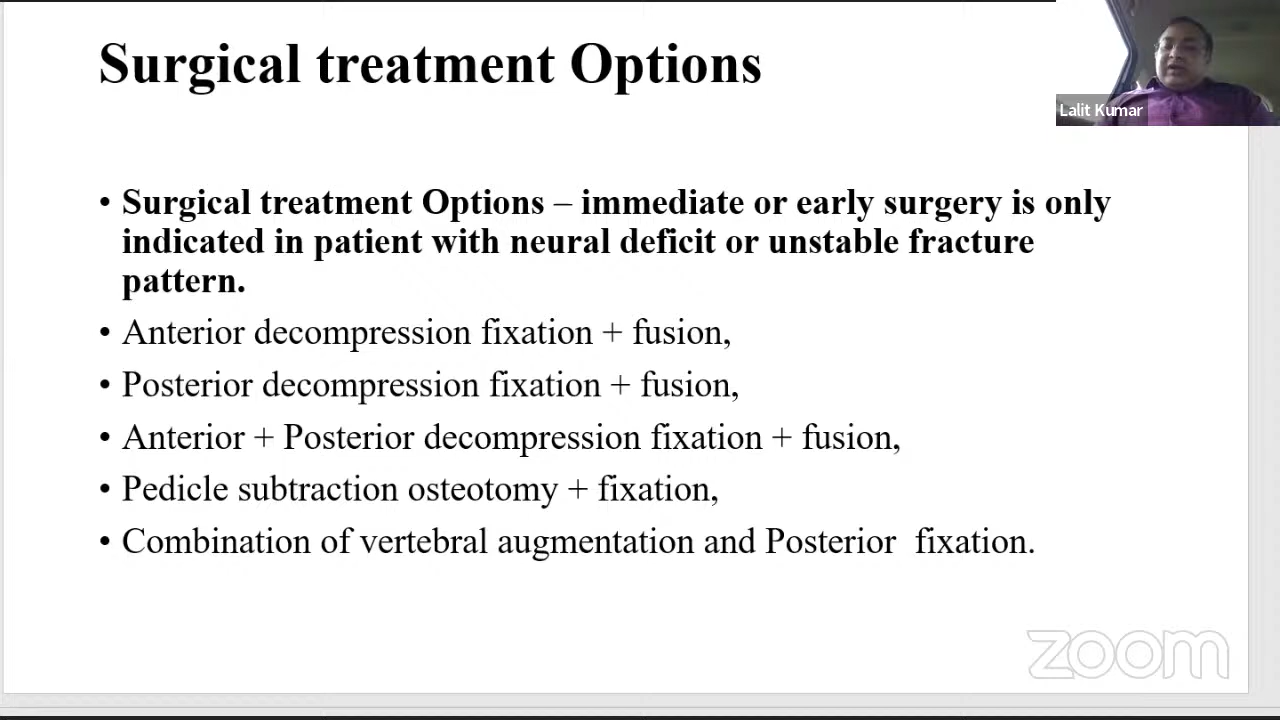 Surgical treatment Options
Lalit Kumar
• Surgical treatment Options – immediate or early surgery is only
indicated in patient with neural deficit or unstable fracture
pattern.
• Anterior decompression fixation + fusion,
• Posterior decompression fixation + fusion,
• Anterior + Posterior decompression fixation + fusion,
• Pedicle subtraction osteotomy + fixation,
• Combination of vertebral augmentation and Posterior  fixation.
zoom